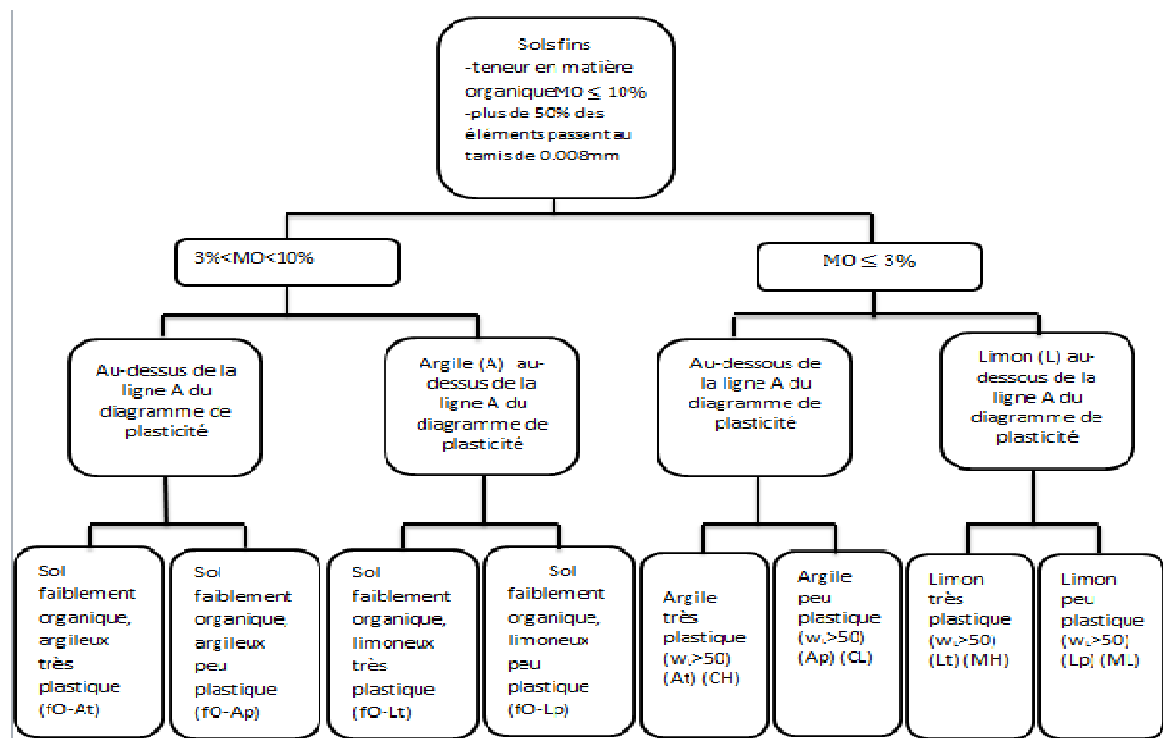 Sols fins
-teneur en matière
organiqueMO ≤ 10%
-plus de 50% des
éléments passent au
tamis de 0.008mm
3%<MO<10%
MO ≤ 3%
Au-dessus de la
ligne A du
diagramme de
plasticité
Argile (A) au-
dessus de la
ligne A du
diagramme de
plasticité
Au-dessous de
la ligne A du
diagramme de
plasticité
Limon (L) au-
dessous de la
ligne A du
diagramme de
plasticité
Sol
faiblement
organique,
argileux
très
plastique
(fO-At)
Sol
faiblement
organique,
argileux
peu
plastique
(fO-Ap)
Sol
faiblement
organique,
limoneux
très
plastique
(fO-Lt)
Sol
faiblement
organique,
limoneux
peu
plastique
(fO-Lp)
Argile
très
plastique
(wL>50)
(At) (CH)
Argile
peu
plastique
(wL>50)
(Ap) (CL)
Limon
très
plastique
(wL>50)
(Lt) (MH)
Limon
peu
plastique
(wL>50)
(Lp) (ML)